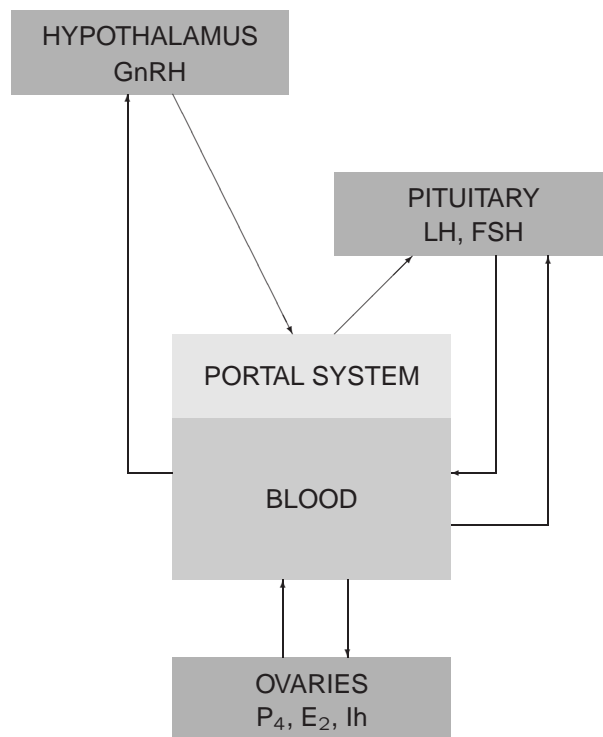 HYPOTHALAMUS
GnRH
PITUITARY
LH, FSH
PORTAL SYSTEM
BLOOD
OVARIES
P₄, E₂, Ih